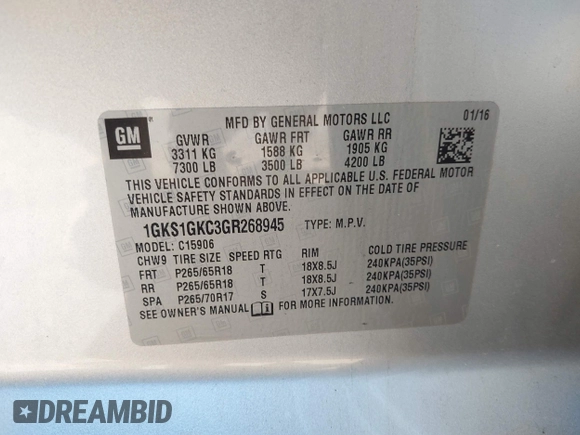 GM
MFD BY GENERAL MOTORS LLC
01/16
GVWR GAWR FRT GAWR RR
3311 KG 1588 KG 1905 KG
7300 LB 3500 LB 4200 LB
THIS VEHICLE CONFORMS TO ALL APPLICABLE U.S. FEDERAL MOTOR
VEHICLE SAFETY STANDARDS IN EFFECT ON THE DATE OF
MANUFACTURE SHOWN ABOVE.
1GKS1GKC3GR268945 TYPE: M.P.V.
MODEL: C15906
CHW9 TIRE SIZE SPEED RTG RIM COLD TIRE PRESSURE
FRT P265/65R18 T 18X8.5J 240KPA(35PSI)
RR P265/65R18 T 18X8.5J 240KPA(35PSI)
SPA P265/70R17 S 17X7.5J 240KPA(35PSI)
SEE OWNER'S MANUAL FOR MORE INFORMATION.
DREAMBID